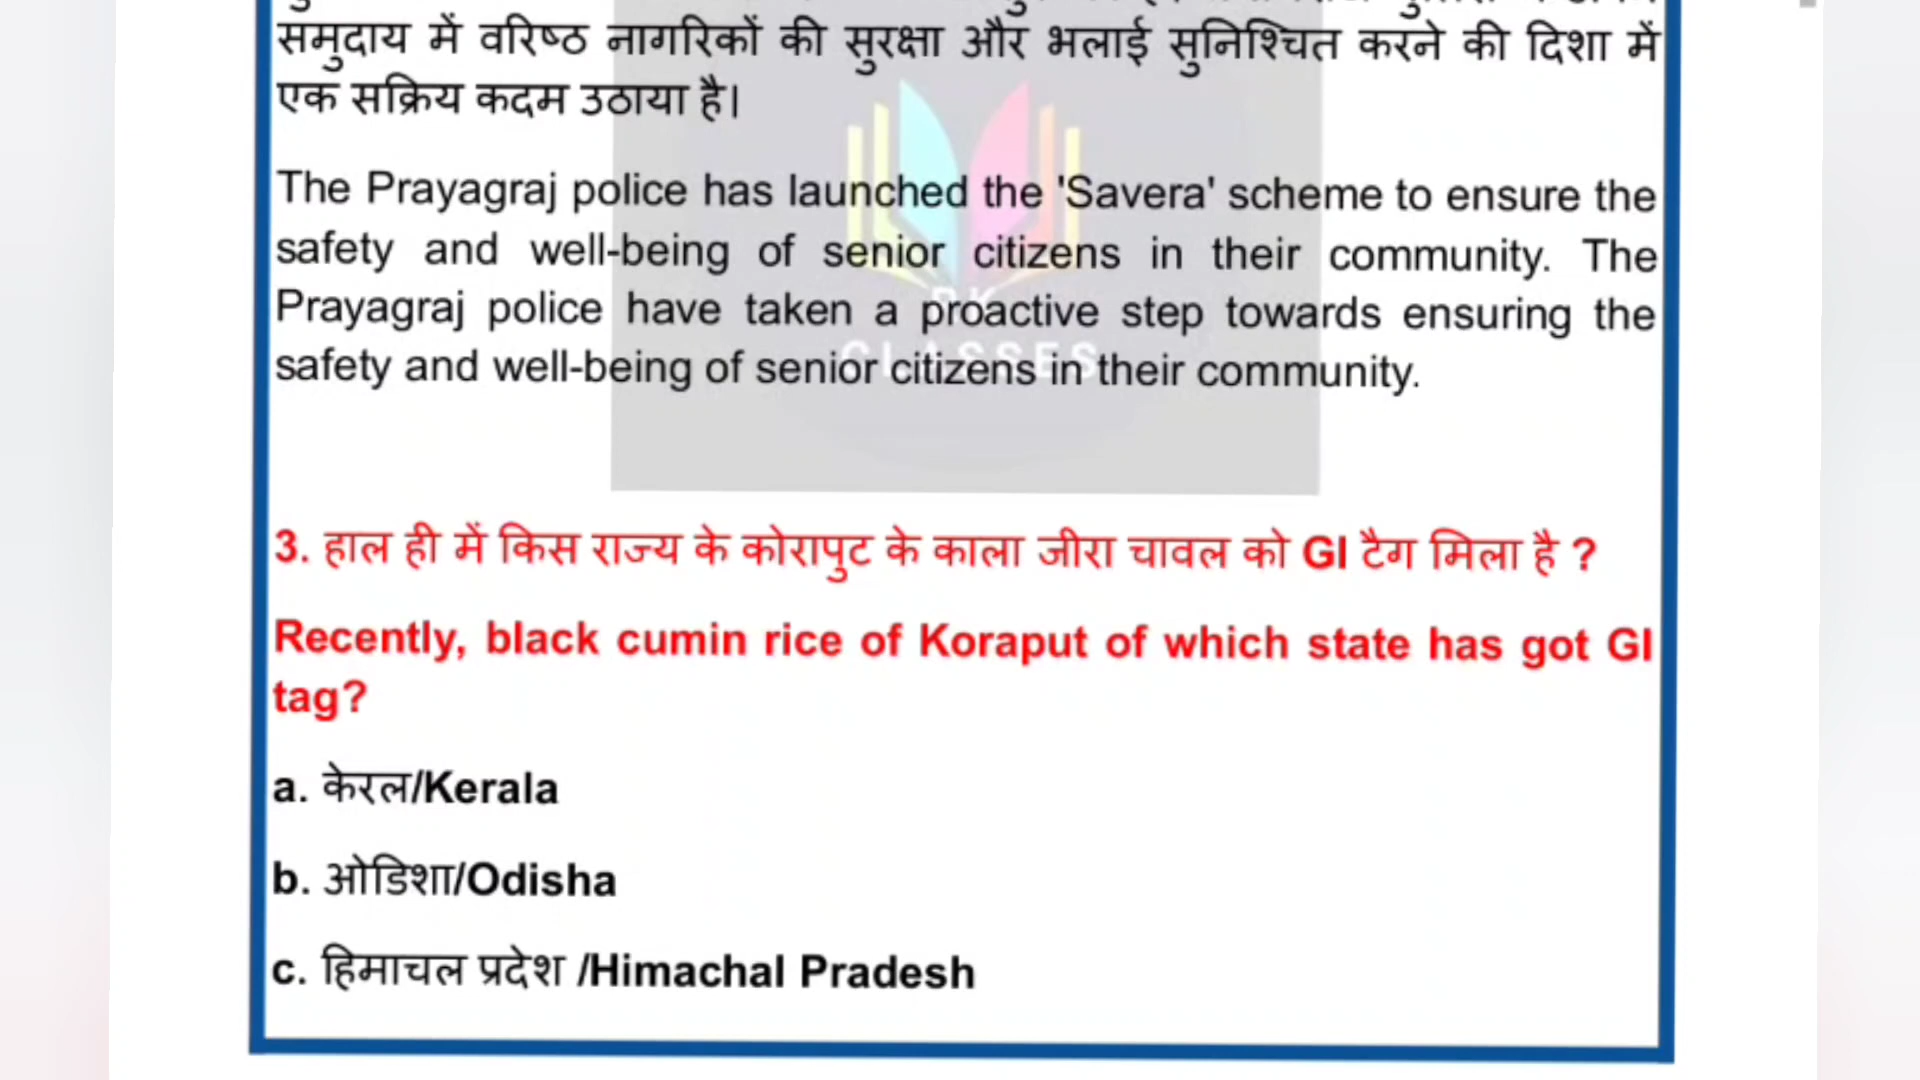 समुदाय में वरिष्ठ नागरिकों की सुरक्षा और भलाई सुनिश्चित करने की दिशा में
एक सक्रिय कदम उठाया है।
The Prayagraj police has launched the 'Savera' scheme to ensure the
safety and well-being of senior citizens in their community. The
Prayagraj police have taken a proactive step towards ensuring the
safety and well-being of senior citizens in their community.
CLASSES
3. हाल ही में किस राज्य के कोरापुट के काला जीरा चावल को GI टैग मिला है ?
Recently, black cumin rice of Koraput of which state has got GI
tag?
a. केरल/Kerala
b. ओडिशा/Odisha
c. हिमाचल प्रदेश /Himachal Pradesh